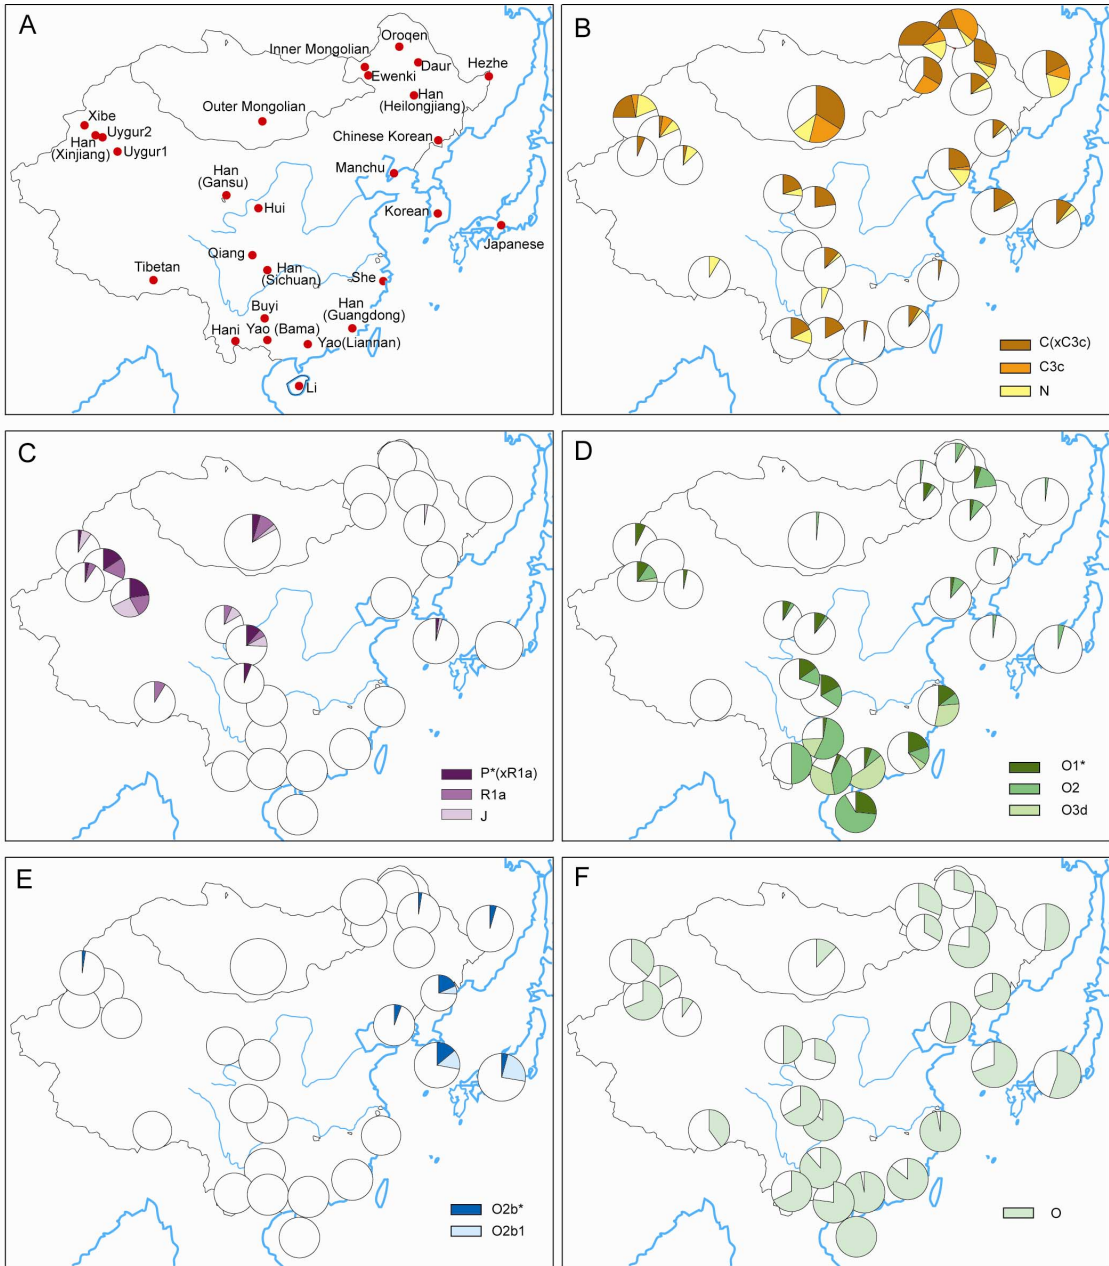 A
Oroqen
Inner Mongolian
Daur
Hezhe
Ewenki
Han
(Heilongjiang)
Outer Mongolian
Xibe
Uygur2
Han
(Xinjiang)
Uygur1
Chinese Korean
Manchu
Han
(Gansu)
Hui
Korean
Japanese
Qiang
Han
(Sichuan)
Tibetan
She
Buyi
Han
(Guangdong)
Hani
Yao (Bama)
Yao(Liannan)
Li
B
C(xC3c)
C3c
N
C
P*(xR1a)
R1a
J
D
O1*
O2
O3d
E
O2b*
O2b1
F
O